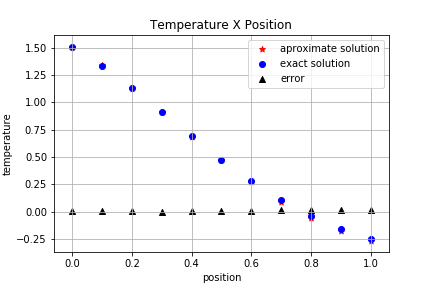 Temperature X Position
aproximate solution
exact solution
error
temperature
1.50
1.25
1.00
0.75
0.50
0.25
0.00
−0.25
0.0 0.2 0.4 0.6 0.8 1.0
position